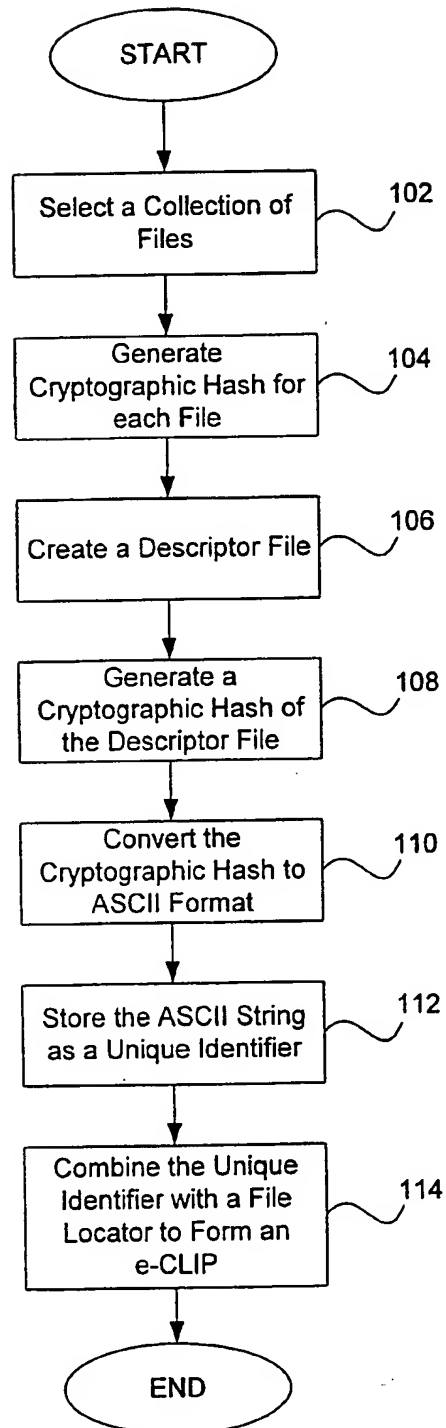 START
Select a Collection of
Files
102
Generate
Cryptographic Hash for
each File
104
Create a Descriptor File
106
Generate a
Cryptographic Hash of
the Descriptor File
108
Convert the
Cryptographic Hash to
ASCII Format
110
Store the ASCII String
as a Unique Identifier
112
Combine the Unique
Identifier with a File
Locator to Form an
e-CLIP
114
END